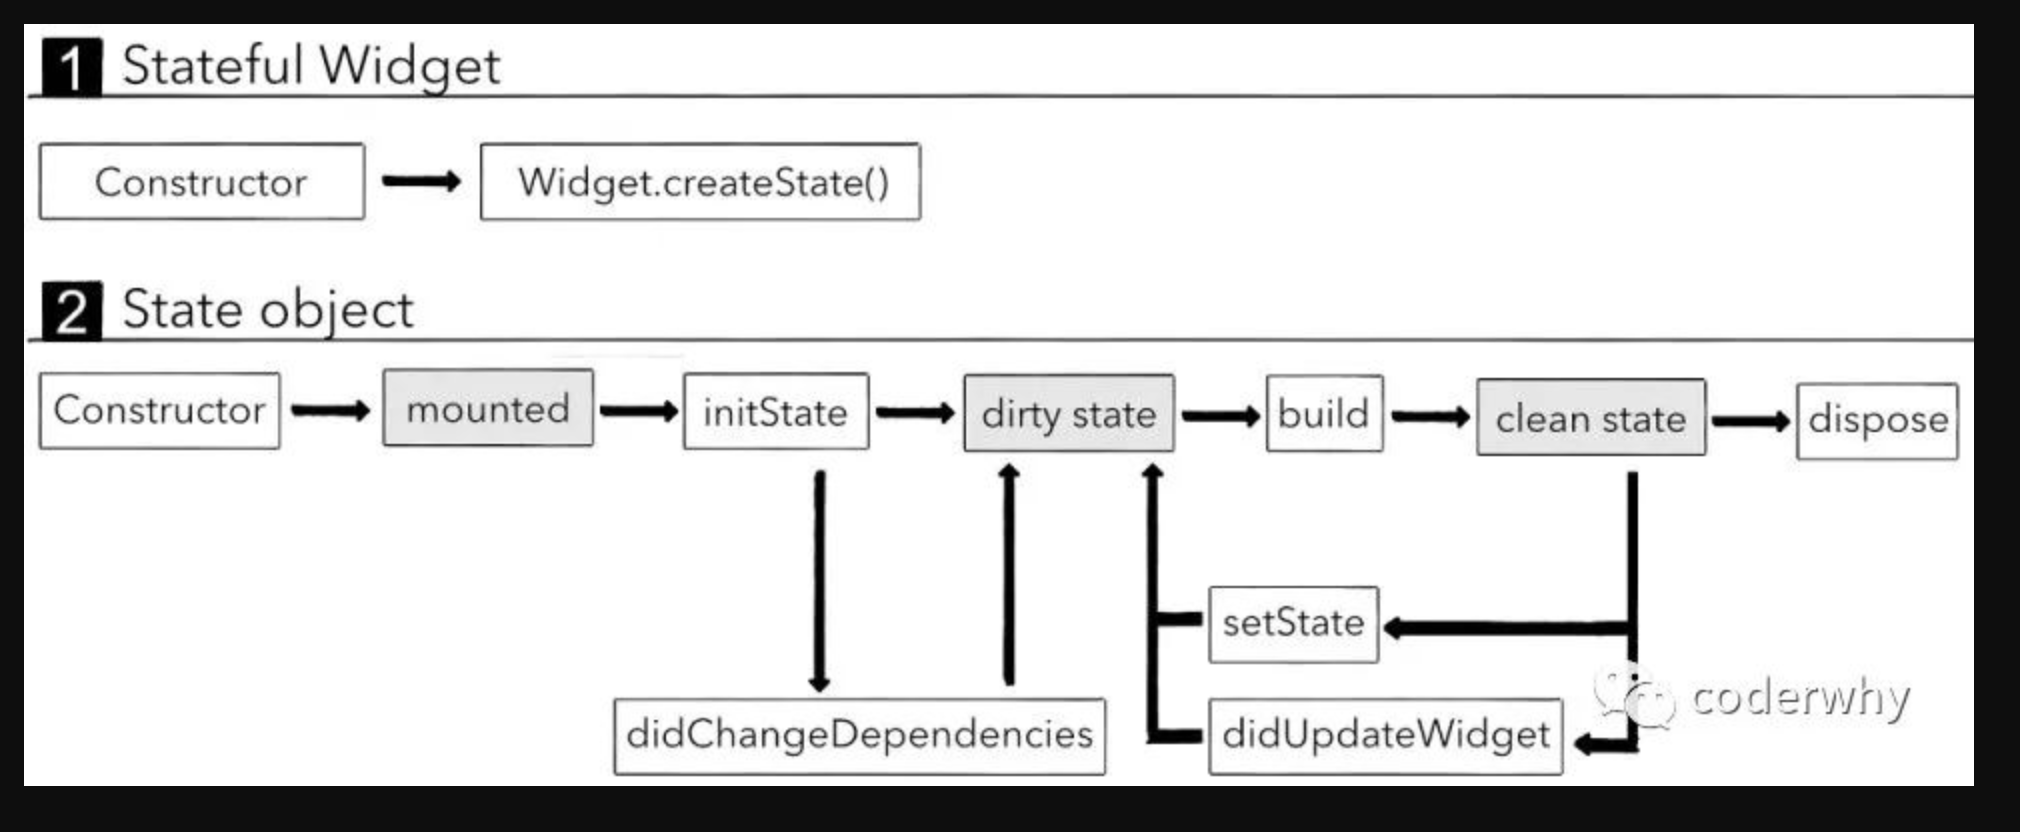 1 Stateful Widget
Constructor
Widget.createState()
2 State object
Constructor
mounted
initState
dirty state
build
clean state
dispose
setState
didChangeDependencies
didUpdateWidget
coderwhy